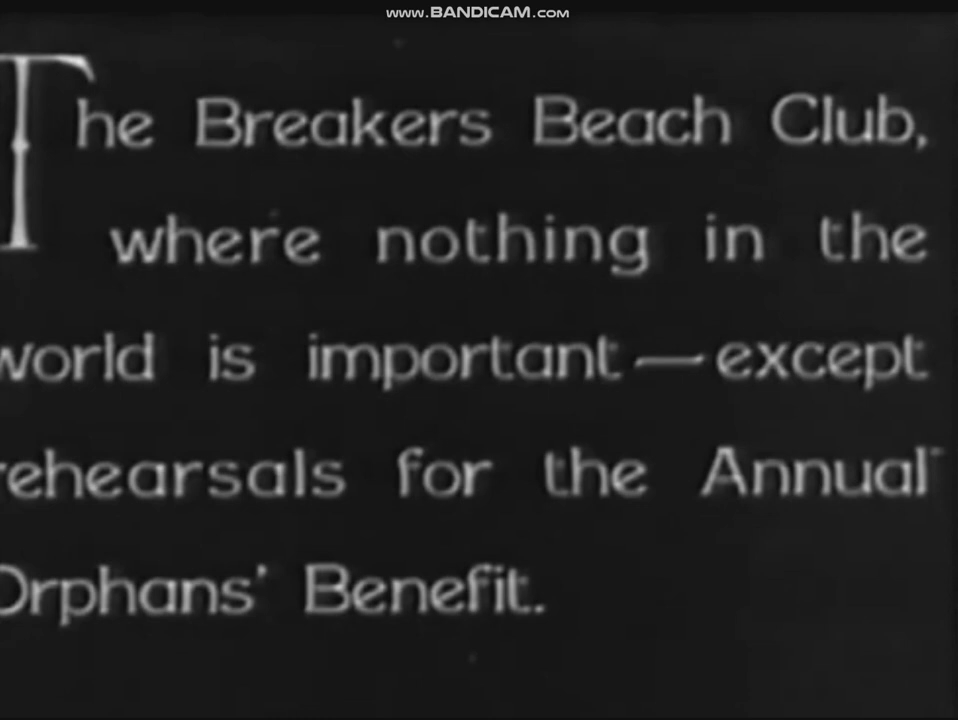 www.BANDICAM.com
The Breakers Beach Club,
where nothing in the
world is important—except
rehearsals for the Annual
Orphans' Benefit.